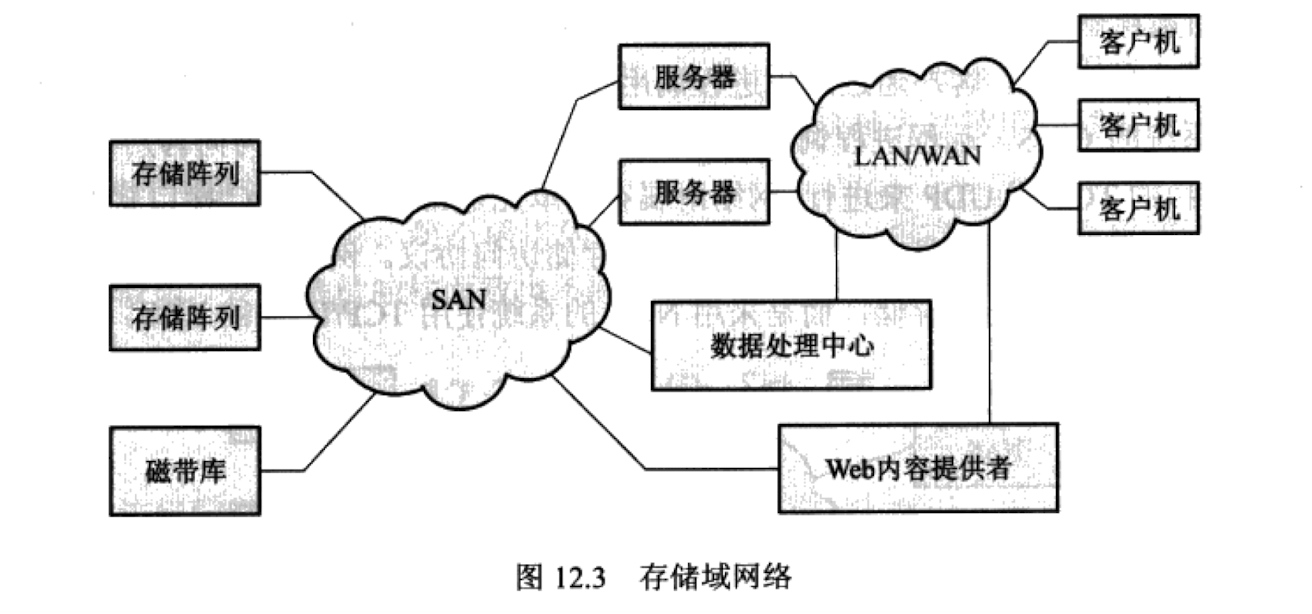 客户机
服务器
客户机
LAN/WAN
存储阵列
服务器
客户机
SAN
存储阵列
数据处理中心
磁带库
Web内容提供者
图 12.3 存储域网络